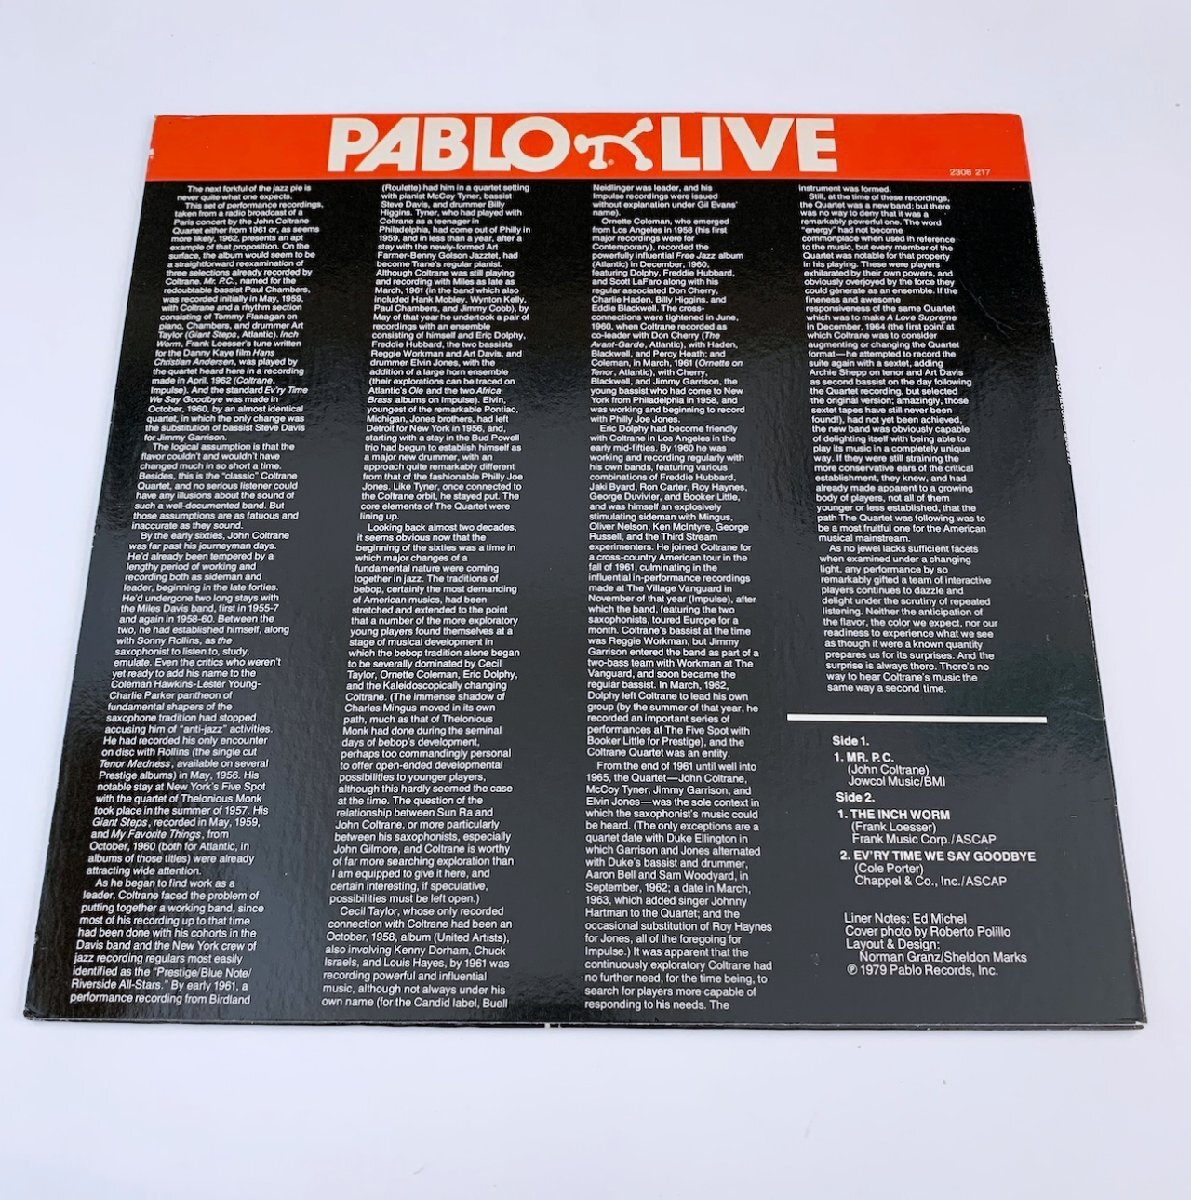 PABLO LIVE
®
2308 217
The next forkful of the jazz pie is
never quite what one expects.
This set of performance recordings,
taken from a radio broadcast of a
Paris concert by the John Coltrane
Quartet either from 1961 or, as seems
more likely, 1962, presents an apt
example of that proposition. On the
surface, the album would seem to be
a straightforward reexamination of
three selections already recorded by
Coltrane. Mr. P.C., named for the
redoubtable bassist Paul Chambers,
was recorded initially in May, 1959,
with Coltrane and a rhythm section
consisting of Tommy Flanagan on
piano, Chambers, and drummer Art
Taylor (Giant Steps, Atlantic). Inch
Worm, Frank Loesser's tune written
for the Danny Kaye film Hans
Christian Andersen, was played by
the quartet heard here in a recording
made in April, 1962 (Coltrane,
Impulse). And the standard Ev'ry Time
We Say Goodbye was made in
October, 1960, by an almost identical
quartet, in which the only change was
the substitution of bassist Steve Davis
for Jimmy Garrison.
The logical assumption is that the
flavor couldn't and wouldn't have
changed much in so short a time.
Besides, this is the "classic" Coltrane
Quartet, and no serious listener could
have any illusions about the sound of
such a well-documented band. But
those assumptions are as fatuous and
inaccurate as they sound.
By the early sixties, John Coltrane
was far past his journeyman days.
He'd already been tempered by a
lengthy period of working and
recording both as sideman and
leader, beginning in the late forties.
He'd undergone two long stays with
the Miles Davis band, first in 1955-7
and again in 1958-60. Between the
two, he had established himself, along
with Sonny Rollins, as the
saxophonist to listen to, study,
emulate. Even the critics who weren't
yet ready to add his name to the
Coleman Hawkins-Lester Young-
Charlie Parker pantheon of
fundamental shapers of the
saxophone tradition had stopped
accusing him of "anti-jazz" activities.
He had recorded his only encounter
on disc with Rollins (the single cut
Tenor Madness, available on several
Prestige albums) in May, 1956. His
notable stay at New York's Five Spot
with the quartet of Thelonious Monk
took place in the summer of 1957. His
Giant Steps, recorded in May, 1959,
and My Favorite Things, from
October, 1960 (both for Atlantic, in
albums of those titles) were already
attracting wide attention.
As he began to find work as a
leader, Coltrane faced the problem of
putting together a working band, since
most of his recording up to that time
had been done with his cohorts in the
Davis band and the New York crew of
jazz recording regulars most easily
identified as the "Prestige/Blue Note/
Riverside All-Stars." By early 1961, a
performance recording from Birdland
(Roulette) had him in a quartet setting
with pianist McCoy Tyner, bassist
Steve Davis, and drummer Billy
Higgins. Tyner, who had played with
Coltrane as a teenager in
Philadelphia, had come out of Philly in
1959, and in less than a year, after a
stay with the newly-formed Art
Farmer-Benny Golson Jazztet, had
become Trane's regular pianist.
Although Coltrane was still playing
and recording with Miles as late as
March, 1961 (in the band which also
included Hank Mobley, Wynton Kelly,
Paul Chambers, and Jimmy Cobb), by
May of that year he undertook a pair of
recordings with an ensemble
consisting of himself and Eric Dolphy,
Freddie Hubbard, the two bassists
Reggie Workman and Art Davis, and
drummer Elvin Jones, with the
addition of a large horn ensemble
(their explorations can be traced on
Atlantic's Ole and the two Africa
Brass albums on Impulse). Elvin,
youngest of the remarkable Pontiac,
Michigan, Jones brothers, had left
Detroit for New York in 1956, and,
starting with a stay in the Bud Powell
trio had begun to establish himself as
a major new drummer, with an
approach quite remarkably different
from that of the fashionable Philly Joe
Jones. Like Tyner, once connected to
the Coltrane orbit, he stayed put. The
core elements of The Quartet were
lining up.
Looking back almost two decades,
it seems obvious now that the
beginning of the sixties was a time in
which major changes of a
fundamental nature were coming
together in jazz. The traditions of
bebop, certainly the most demanding
of American musics, had been
stretched and extended to the point
that a number of the more exploratory
young players found themselves at a
stage of musical development in
which the bebop tradition alone began
to be severally dominated by Cecil
Taylor, Ornette Coleman, Eric Dolphy,
and the Kaleidoscopically changing
Coltrane. (The immense shadow of
Charles Mingus moved in its own
path, much as that of Thelonious
Monk had done during the seminal
days of bebop's development,
perhaps too commandingly personal
to offer open-ended developmental
possibilities to younger players,
although this hardly seemed the case
at the time. The question of the
relationship between Sun Ra and
John Coltrane, or more particularly
between his saxophonists, especially
John Gilmore, and Coltrane is worthy
of far more searching exploration than
I am equipped to give it here, and
certain interesting, if speculative,
possibilities must be left open.)
Cecil Taylor, whose only recorded
connection with Coltrane had been an
October, 1958, album (United Artists),
also involving Kenny Dorham, Chuck
Israels, and Louis Hayes, by 1961 was
recording powerful and influential
music, although not always under his
own name (for the Candid label, Buell
Neidlinger was leader, and his
Impulse recordings were issued
without explanation under Gil Evans'
name).
Ornette Coleman, who emerged
from Los Angeles in 1958 (his first
major recordings were for
Contemporary), recorded the
powerfully influential Free Jazz album
(Atlantic) in December, 1960,
featuring Dolphy, Freddie Hubbard,
and Scott LaFaro along with his
regular associated Don Cherry,
Charlie Haden, Billy Higgins, and
Eddie Blackwell. The cross-
connections were tightened in June,
1960, when Coltrane recorded as
co-leader with Don Cherry (The
Avant-Garde, Atlantic), with Haden,
Blackwell, and Percy Heath; and
Coleman, in March, 1961 (Ornette on
Tenor, Atlantic), with Cherry,
Blackwell, and Jimmy Garrison, the
young bassist who had come to New
York from Philadelphia in 1958, and
was working and beginning to record
with Philly Joe Jones.
Eric Dolphy had become friendly
with Coltrane in Los Angeles in the
early mid-fifties. By 1960 he was
working and recording regularly with
his own bands, featuring various
combinations of Freddie Hubbard,
Jaki Byard, Ron Carter, Roy Haynes,
George Duvivier, and Booker Little,
and was himself an explosively
stimulating sideman with Mingus,
Oliver Nelson, Ken McIntyre, George
Russell, and the Third Stream
experimenters. He joined Coltrane for
a cross-country American tour in the
fall of 1961, culminating in the
influential in-performance recordings
made at The Village Vanguard in
November of that year (Impulse), after
which the band, featuring the two
saxophonists, toured Europe for a
month. Coltrane's bassist at the time
was Reggie Workman, but Jimmy
Garrison entered the band as part of a
two-bass team with Workman at The
Vanguard, and soon became the
regular bassist. In March, 1962,
Dolphy left Coltrane to lead his own
group (by the summer of that year, he
recorded an important series of
performances at The Five Spot with
Booker Little for Prestige), and the
Coltrane Quartet was an entity.
From the end of 1961 until well into
1965, the Quartet—John Coltrane,
McCoy Tyner, Jimmy Garrison, and
Elvin Jones—was the sole context in
which the saxophonist's music could
be heard. (The only exceptions are a
quartet date with Duke Ellington in
which Garrison and Jones alternated
with Duke's bassist and drummer,
Aaron Bell and Sam Woodyard, in
September, 1962; a date in March,
1963, which added singer Johnny
Hartman to the Quartet; and the
occasional substitution of Roy Haynes
for Jones, all of the foregoing for
Impulse.) It was apparent that the
continuously exploratory Coltrane had
no further need, for the time being, to
search for players more capable of
responding to his needs. The
instrument was formed.
Still, at the time of these recordings,
the Quartet was a new band; but there
was no way to deny that it was a
remarkably powerful one. The word
"energy" had not become
commonplace when used in reference
to the music, but every member of the
Quartet was notable for that property
in his playing. These were players
exhilarated by their own powers, and
obviously overjoyed by the force they
could generate as an ensemble. If the
fineness and awesome
responsiveness of the same Quartet
which was to make A Love Supreme
in December, 1964 (the first point at
which Coltrane was to consider
augmenting or changing the Quartet
format—he attempted to record the
suite again with a sextet, adding
Archie Shepp on tenor and Art Davis
as second bassist on the day following
the Quartet recording, but selected
the original version; amazingly, those
sextet tapes have still never been
found!), had not yet been achieved,
the new band was obviously capable
of delighting itself with being able to
play its music in a completely unique
way. If they were still straining the
more conservative ears of the critical
establishment, they knew, and had
already made apparent to a growing
body of players, not all of them
younger or less established, that the
path The Quartet was following was to
be a most fruitful one for the American
musical mainstream.
As no jewel lacks sufficient facets
when examined under a changing
light, any performance by so
remarkably gifted a team of interactive
players continues to dazzle and
delight under the scrutiny of repeated
listening. Neither the anticipation of
the flavor, the color we expect, nor our
readiness to experience what we see
as though it were a known quantity
prepares us for its surprises. And the
surprise is always there. There's no
way to hear Coltrane's music the
same way a second time.
Side 1.
1. MR. P.C.
(John Coltrane)
Jowcol Music/BMI
Side 2.
1. THE INCH WORM
(Frank Loesser)
Frank Music Corp./ASCAP
2. EV'RY TIME WE SAY GOODBYE
(Cole Porter)
Chappel & Co., Inc./ASCAP
Liner Notes: Ed Michel
Cover photo by Roberto Polillo
Layout & Design:
Norman Granz/Sheldon Marks
℗ 1979 Pablo Records, Inc.